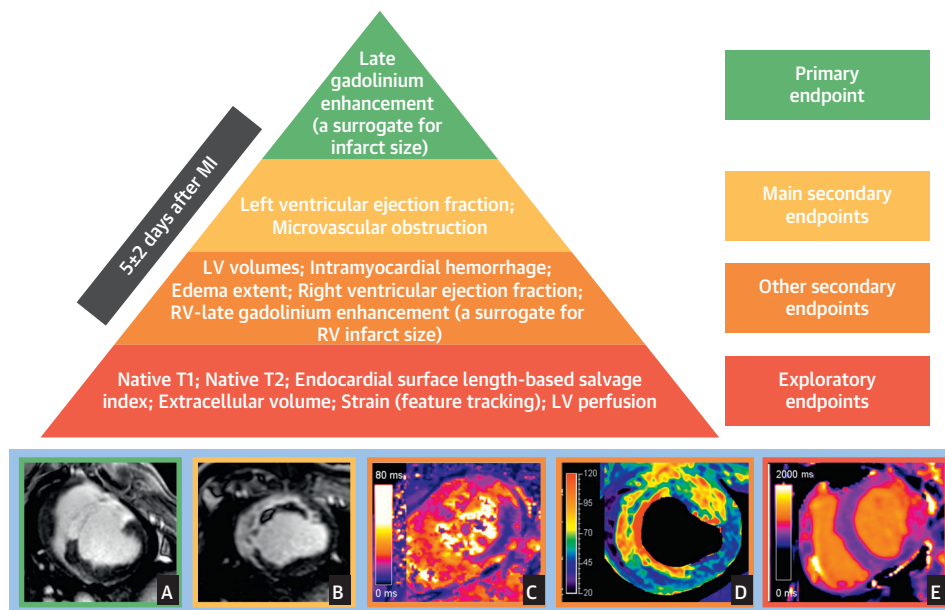 Late
gadolinium
enhancement
(a surrogate for
infarct size)
Primary
endpoint
5±2 days after MI
Left ventricular ejection fraction;
Microvascular obstruction
Main secondary
endpoints
LV volumes; Intramyocardial hemorrhage;
Edema extent; Right ventricular ejection fraction;
RV-late gadolinium enhancement (a surrogate for
RV infarct size)
Other secondary
endpoints
Native T1; Native T2; Endocardial surface length-based salvage
index; Extracellular volume; Strain (feature tracking); LV perfusion
Exploratory
endpoints
A
B
80 ms
0 ms
C
120
95
70
45
20
D
2000 ms
0 ms
E